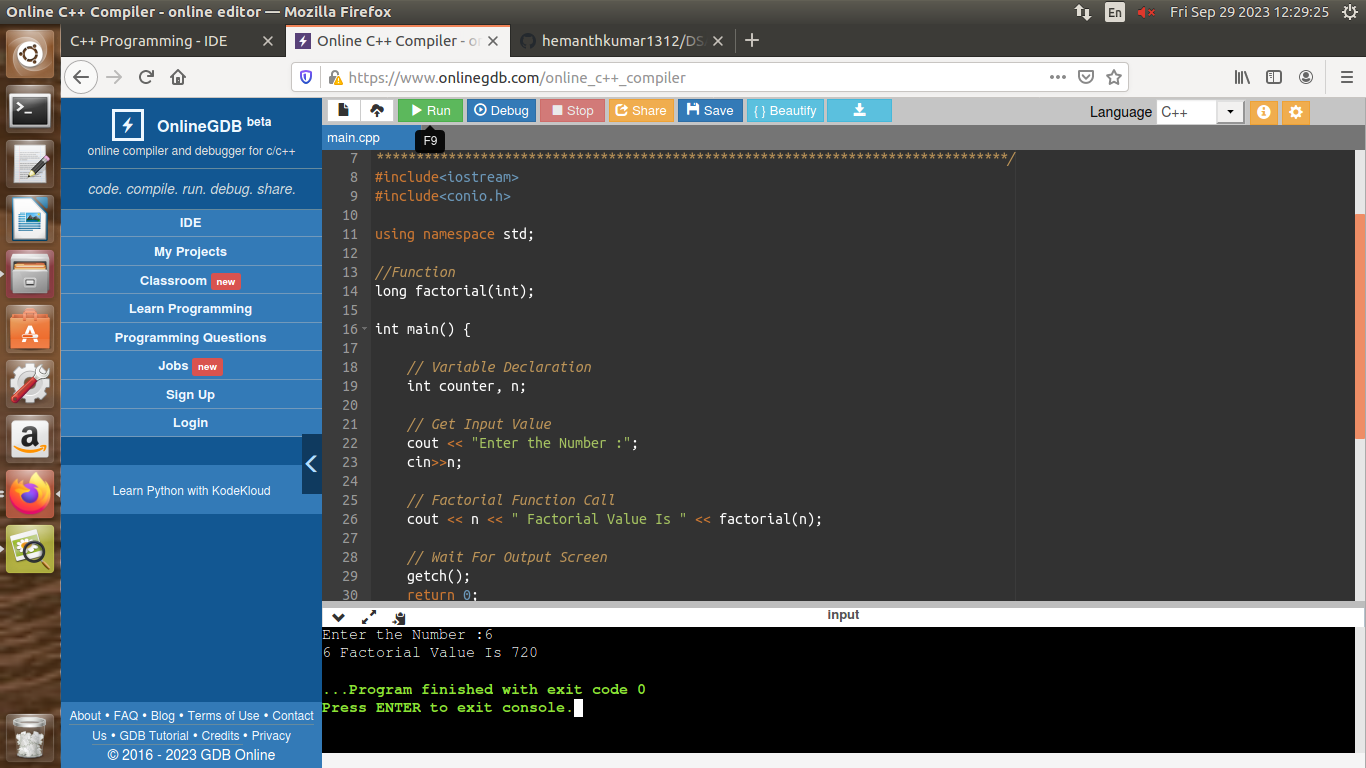 Online C++ Compiler - online editor — Mozilla Firefox
En
Fri Sep 29 2023 12:29:25
C++ Programming - IDE
Online C++ Compiler - o
hemanthkumar1312/DS
https://www.onlinegdb.com/online_c++_compiler
OnlineGDB beta
online compiler and debugger for c/c++
code. compile. run. debug. share.
IDE
My Projects
Classroom new
Learn Programming
Programming Questions
Jobs new
Sign Up
Login
Learn Python with KodeKloud
About • FAQ • Blog • Terms of Use • Contact
Us • GDB Tutorial • Credits • Privacy
© 2016 - 2023 GDB Online
Run
Debug
Stop
Share
Save
{ } Beautify
Language C++
main.cpp
F9
7 *******************************************************************************/
8 #include<iostream>
9 #include<conio.h>
10
11 using namespace std;
12
13 //Function
14 long factorial(int);
15
16 int main() {
17
18 // Variable Declaration
19 int counter, n;
20
21 // Get Input Value
22 cout << "Enter the Number :";
23 cin>>n;
24
25 // Factorial Function Call
26 cout << n << " Factorial Value Is " << factorial(n);
27
28 // Wait For Output Screen
29 getch();
30 return 0;
input
Enter the Number :6
6 Factorial Value Is 720
...Program finished with exit code 0
Press ENTER to exit console.